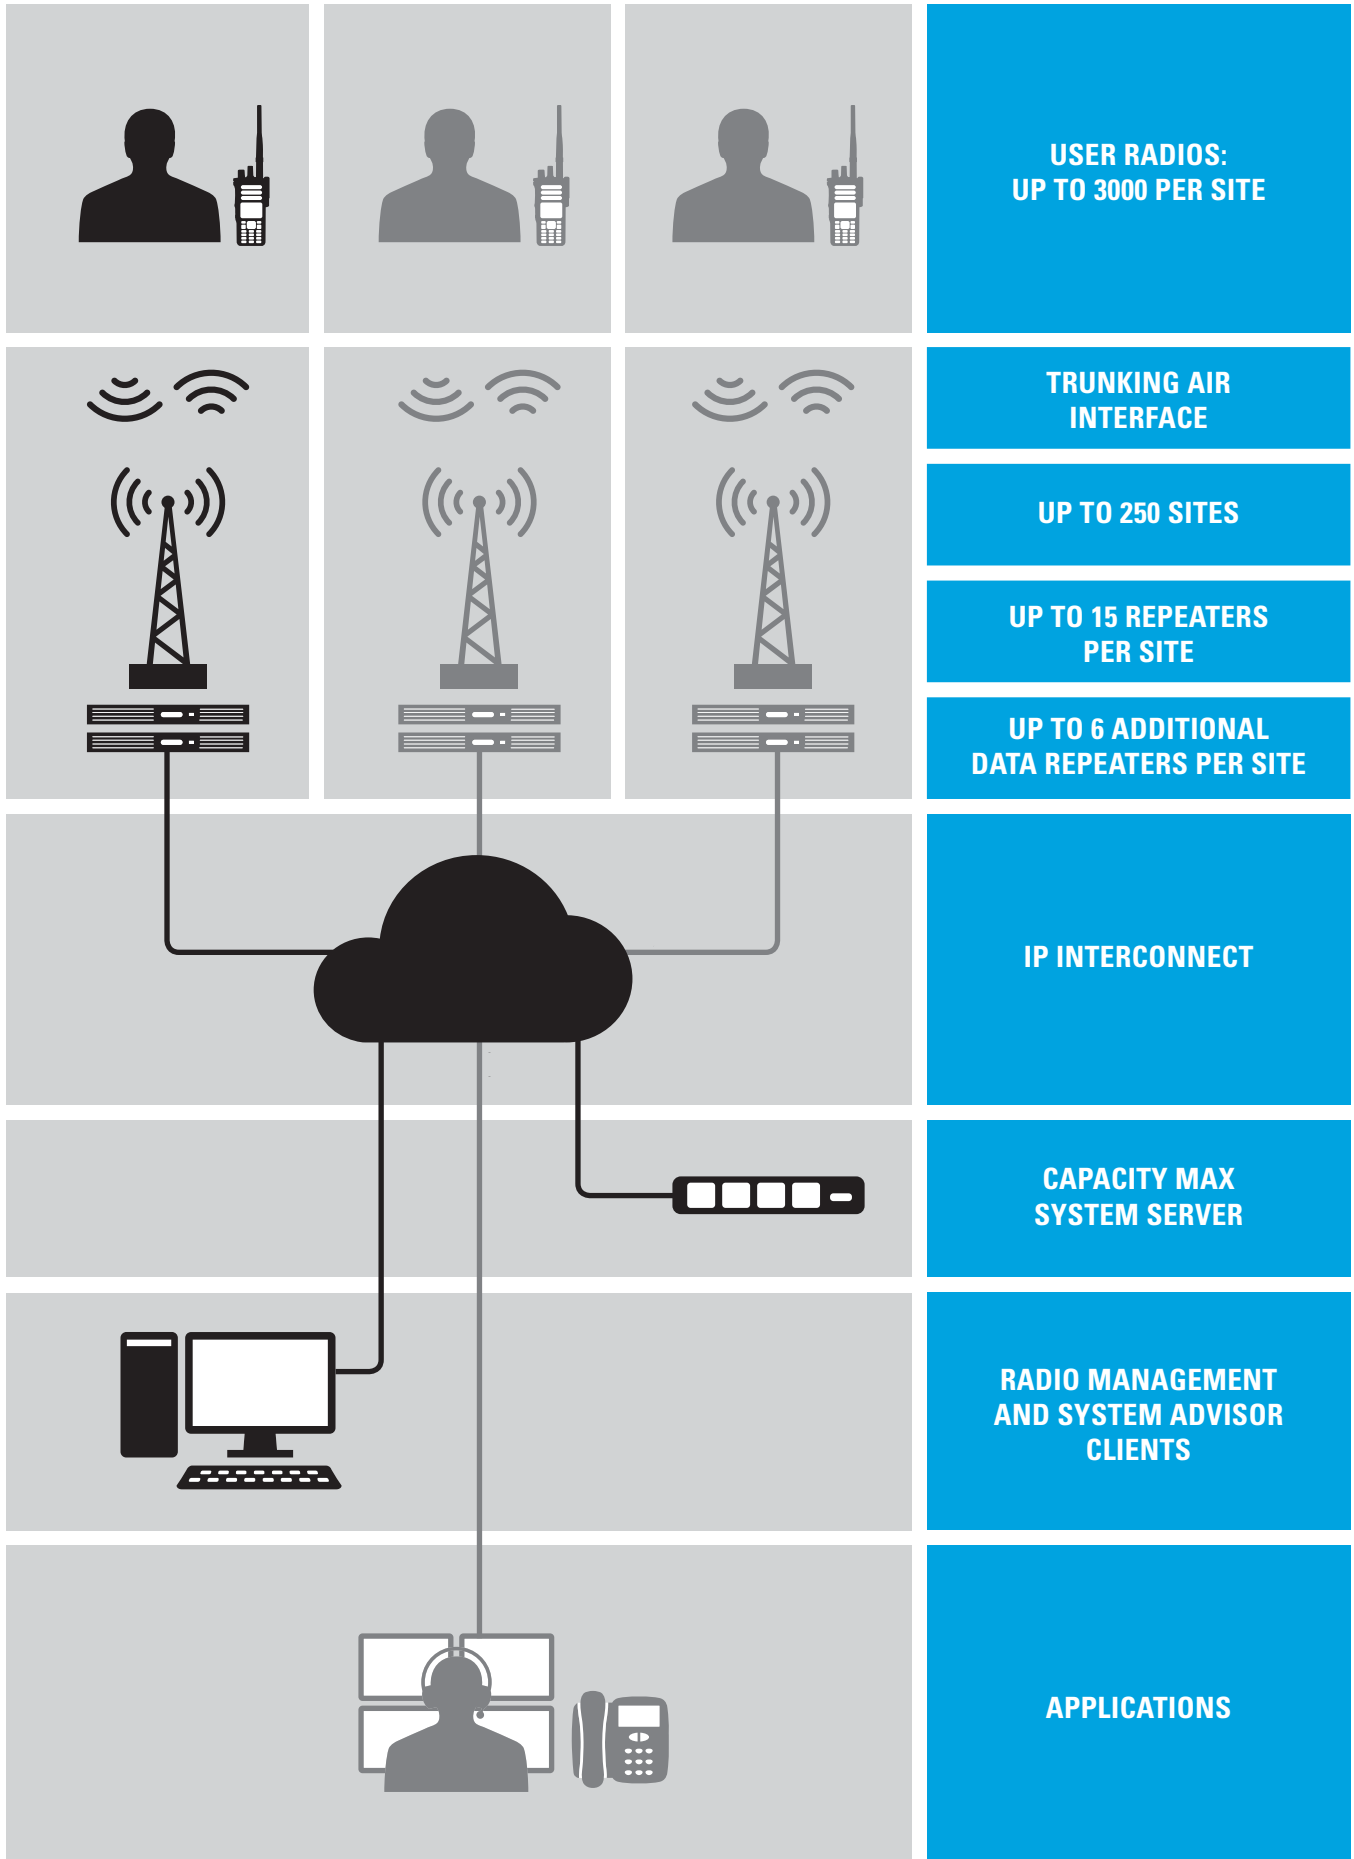 USER RADIOS:
UP TO 3000 PER SITE
TRUNKING AIR
INTERFACE
UP TO 250 SITES
UP TO 15 REPEATERS
PER SITE
UP TO 6 ADDITIONAL
DATA REPEATERS PER SITE
IP INTERCONNECT
CAPACITY MAX
SYSTEM SERVER
RADIO MANAGEMENT
AND SYSTEM ADVISOR
CLIENTS
APPLICATIONS